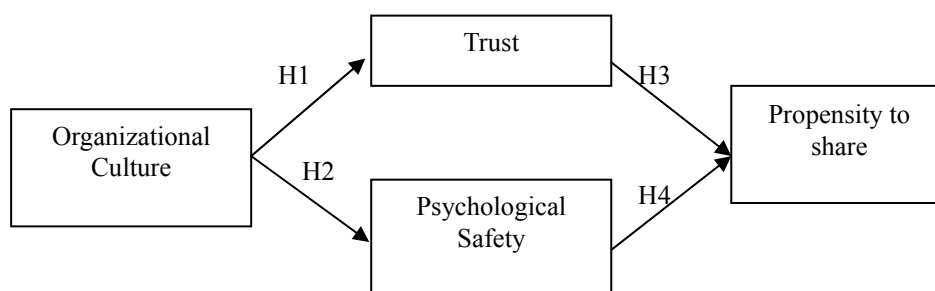 Trust
H1
H3
Organizational
Culture
Propensity to
share
H2
H4
Psychological
Safety